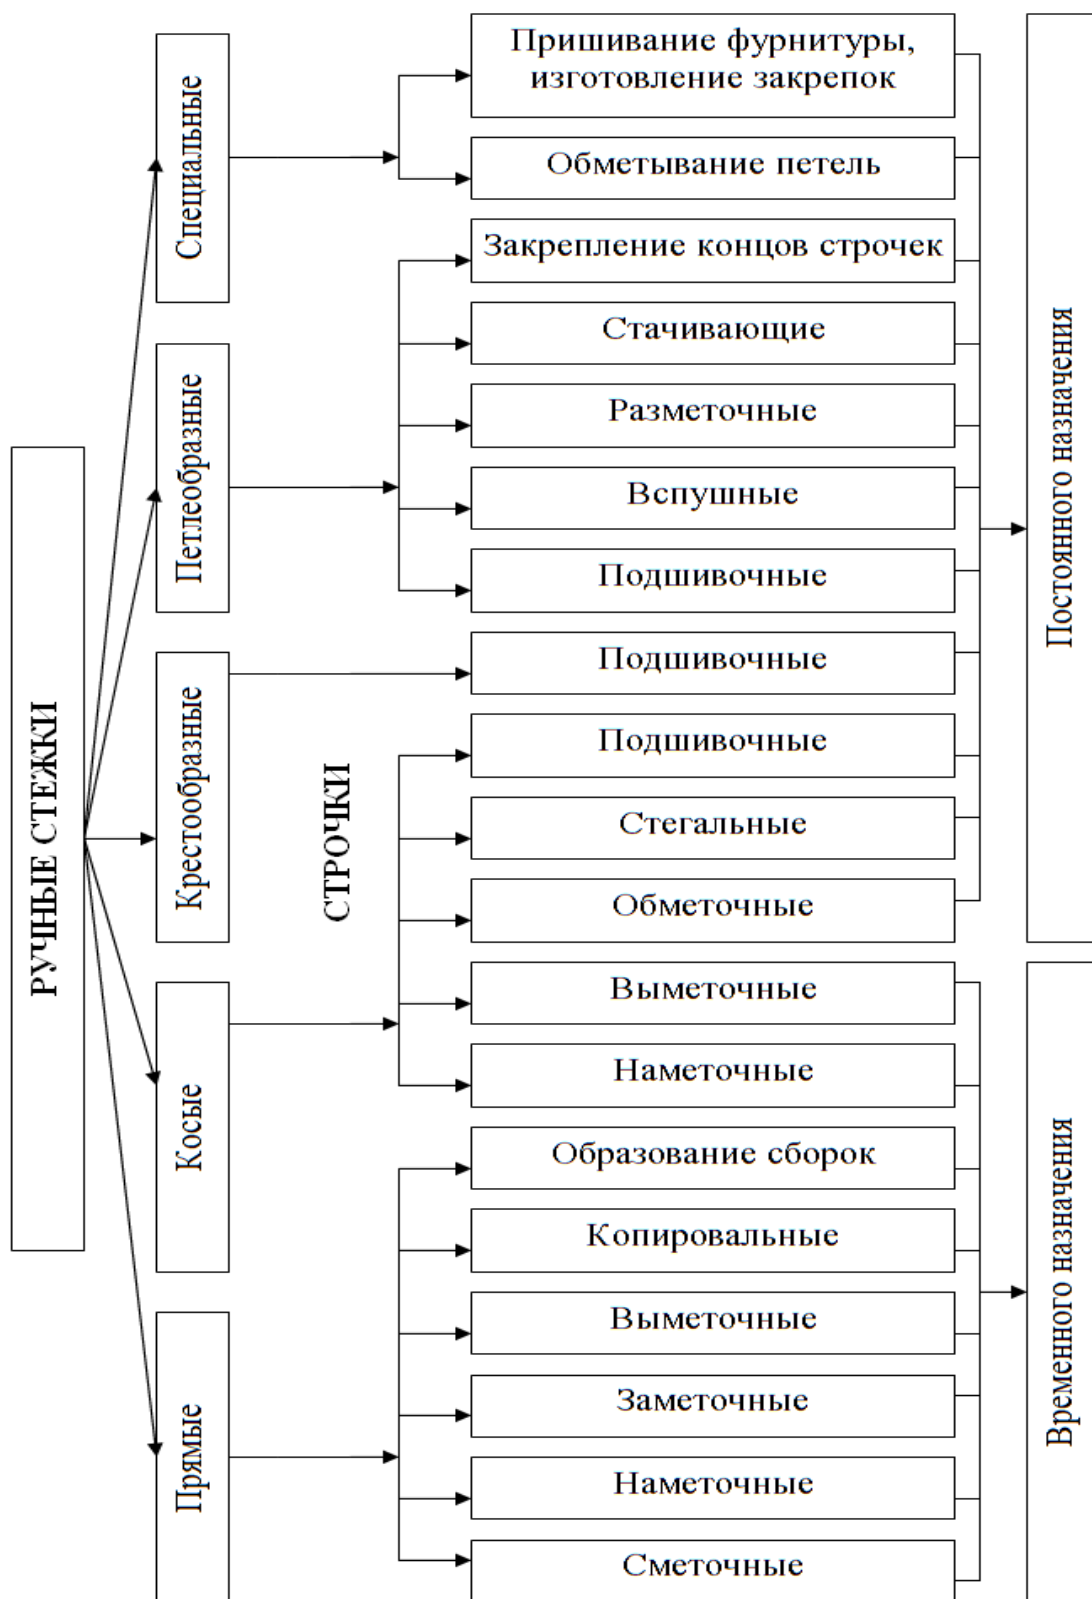 РУЧНЫЕ СТЕЖКИ
Специальные
Петлеобразные
Крестообразные
Косые
Прямые
СТРОЧКИ
Пришивание фурнитуры,
изготовление закрепок
Обметывание петель
Закрепление концов строчек
Стачивающие
Разметочные
Вспушные
Подшивочные
Подшивочные
Подшивочные
Стегальные
Обметочные
Выметочные
Наметочные
Образование сборок
Копировальные
Выметочные
Заметочные
Наметочные
Сметочные
Постоянного назначения
Временного назначения